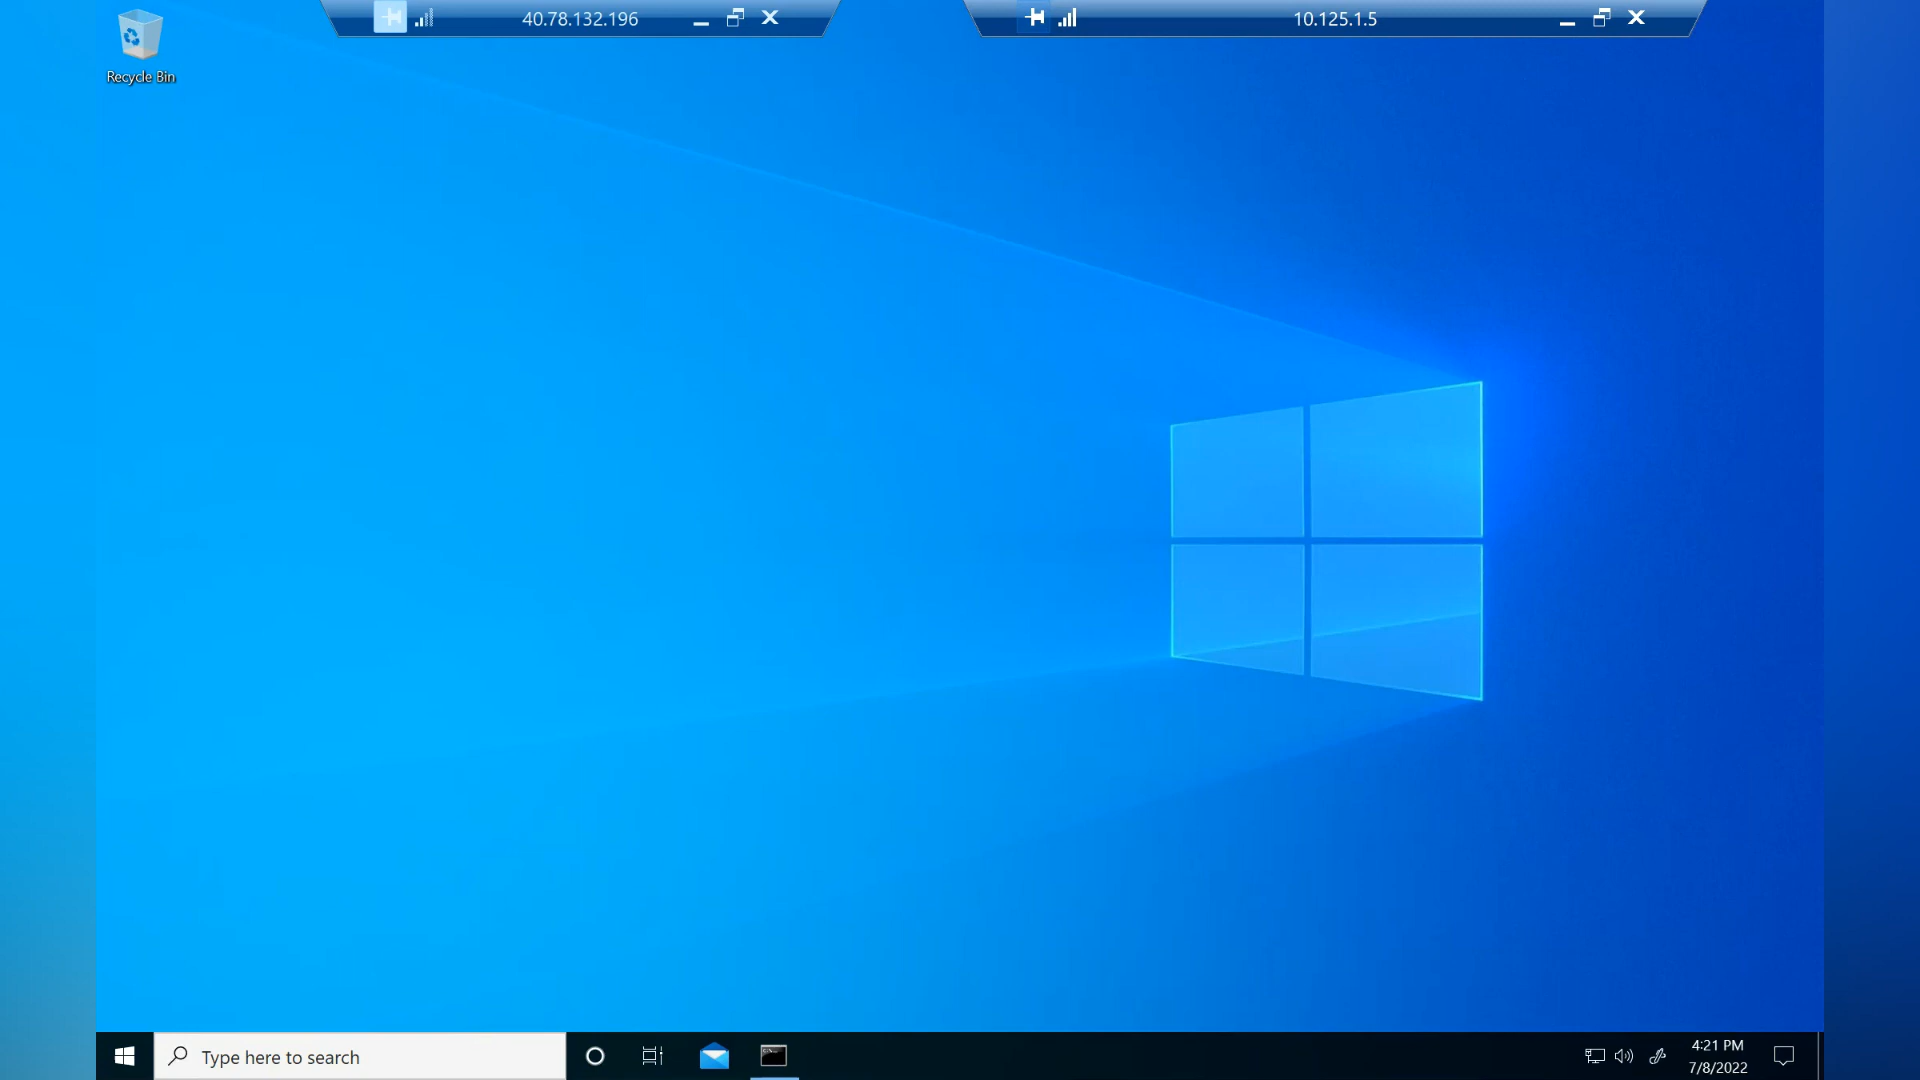 40.78.132.196
10.125.1.5
Recycle Bin
Type here to search
4:21 PM
7/8/2022